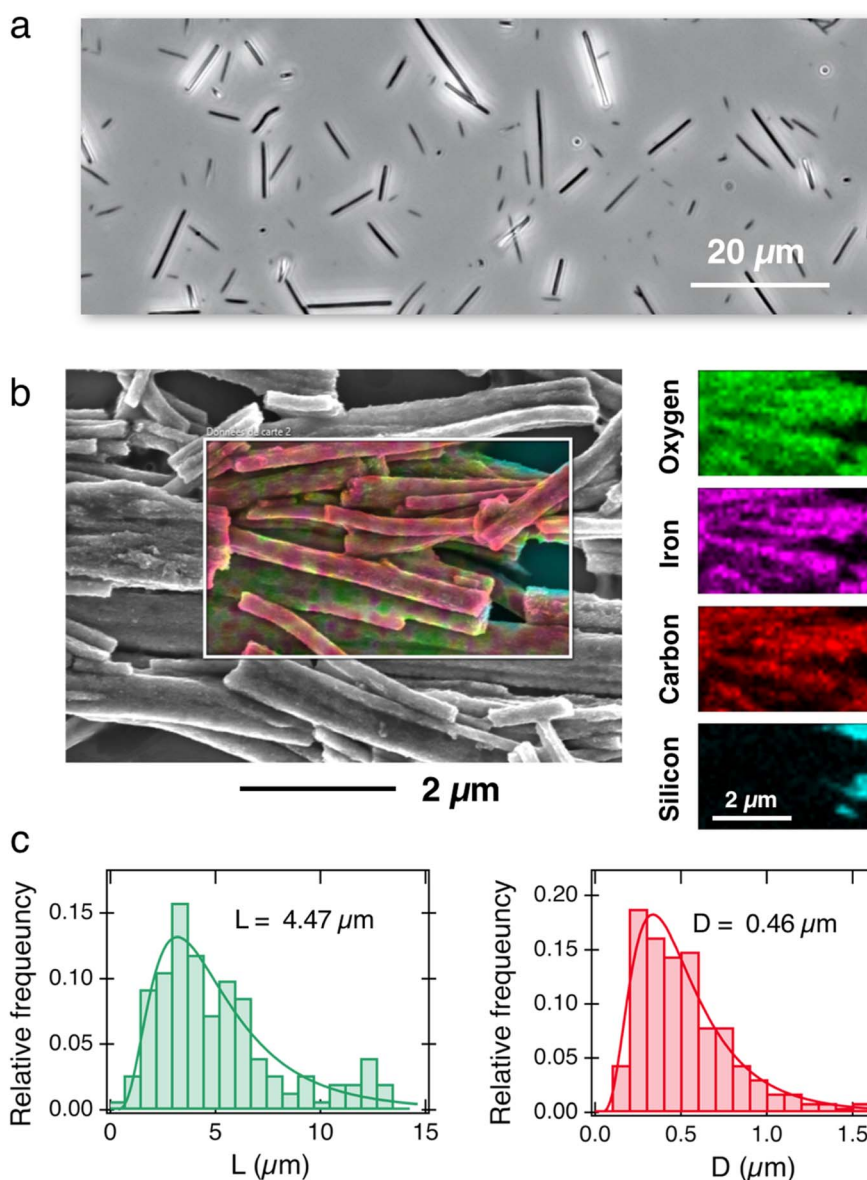 a
20 µm
b
Données de carte 2
Oxygen
Iron
Carbon
Silicon
2 µm
2 µm
c
Relative frequeuncy
0.15
0.10
0.05
0.00
L = 4.47 µm
0
5
10
15
L (µm)
Relative frequeuncy
0.20
0.15
0.10
0.05
0.00
D = 0.46 µm
0.0
0.5
1.0
1.5
D (µm)